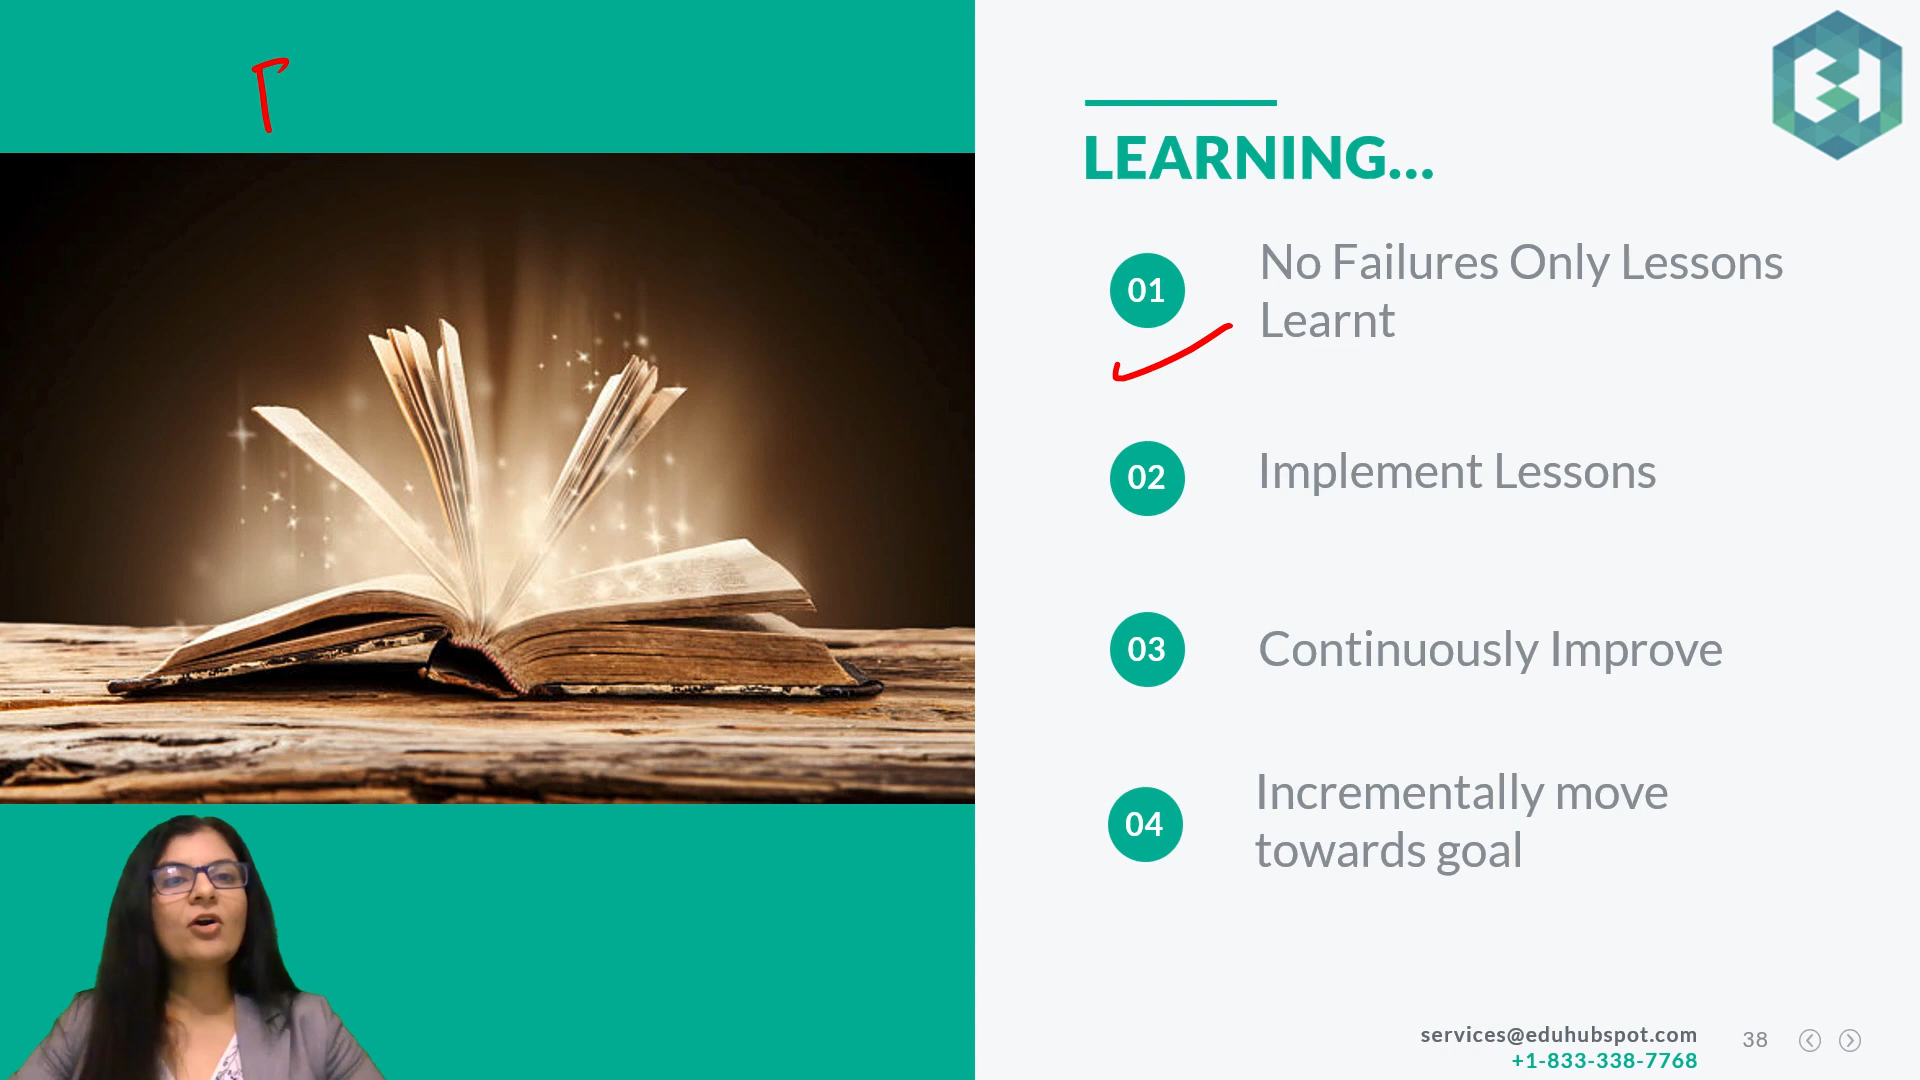 LEARNING...
01
No Failures Only Lessons
Learnt
02
Implement Lessons
03
Continuously Improve
04
Incrementally move
towards goal
services@eduhubspot.com
+1-833-338-7768
38